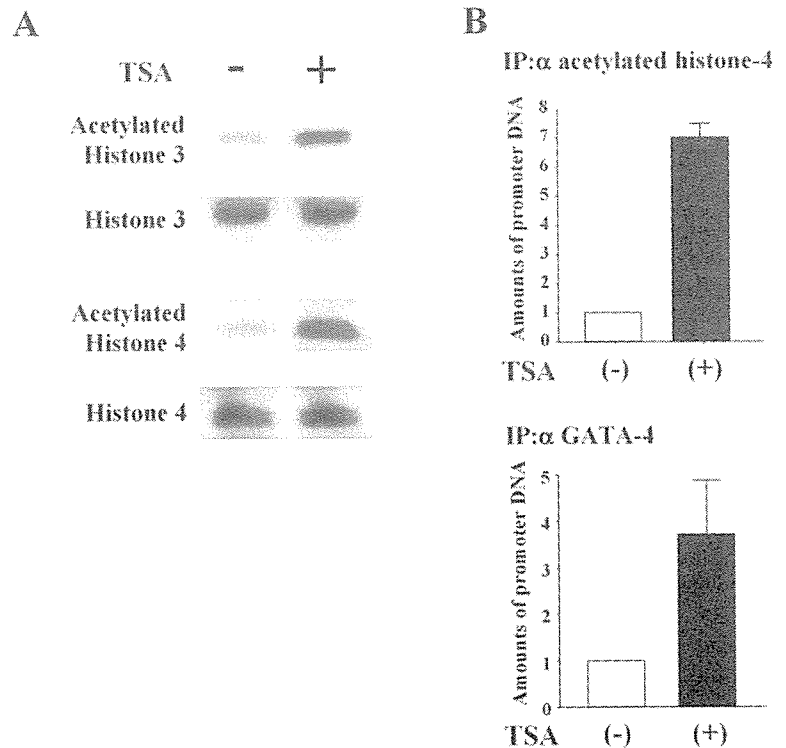 A
TSA - +
Acetylated
Histone 3
Histone 3
Acetylated
Histone 4
Histone 4
B
IP:α acetylated histone-4
Amounts of promoter DNA
8
7
6
5
4
3
2
1
0
TSA (-) (+)
IP:α GATA-4
Amounts of promoter DNA
5
4
3
2
1
0
TSA (-) (+)